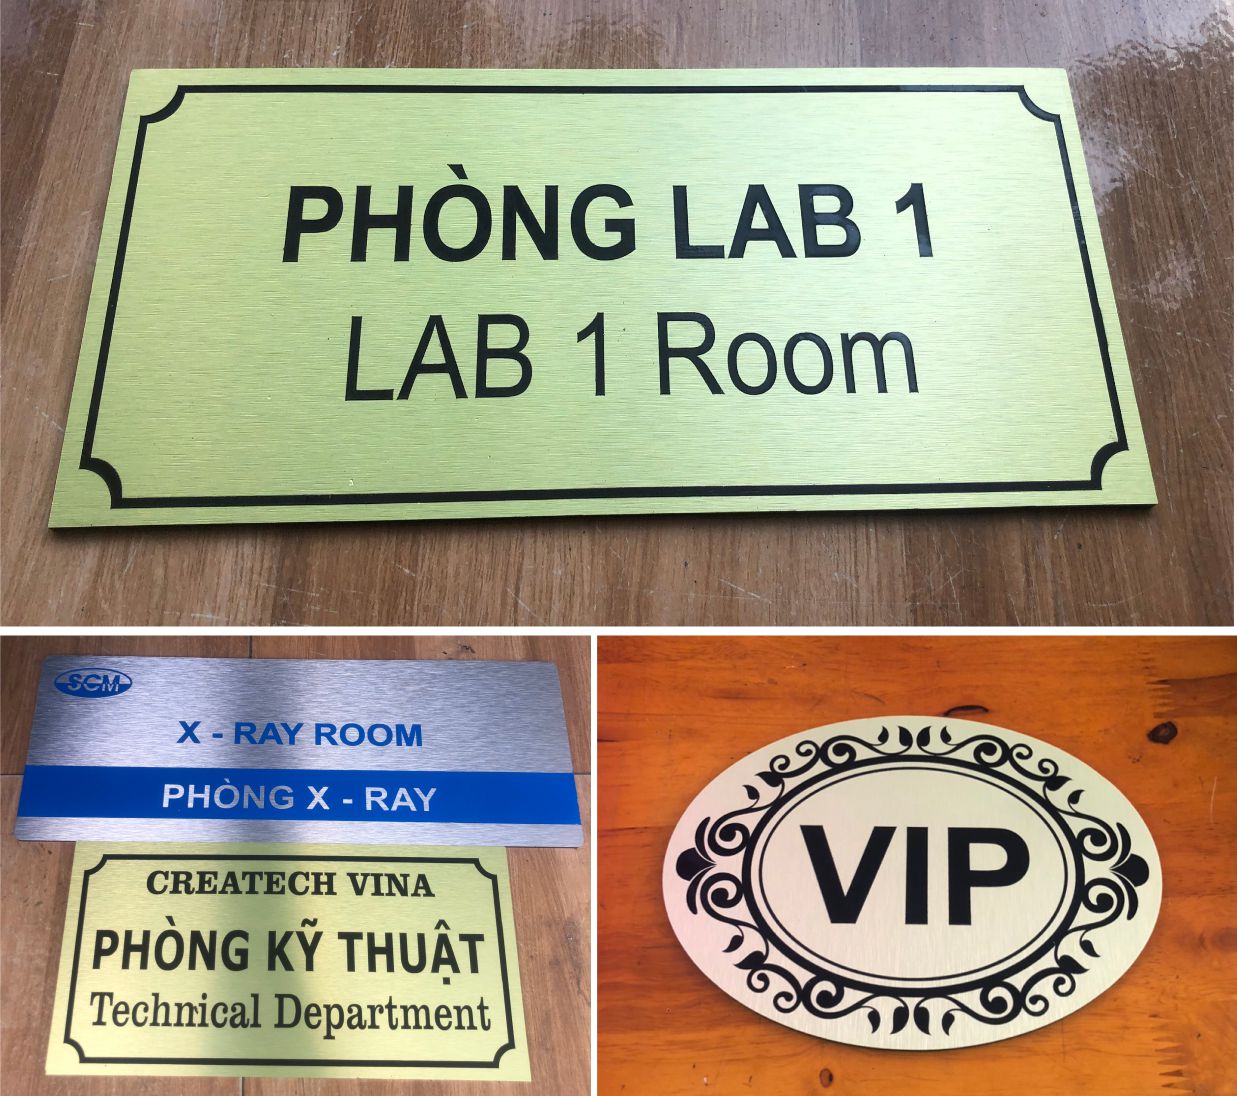 PHÒNG LAB 1
LAB 1 Room
SCM
X - RAY ROOM
PHÒNG X - RAY
CREATECH VINA
PHÒNG KỸ THUẬT
Technical Department
VIP